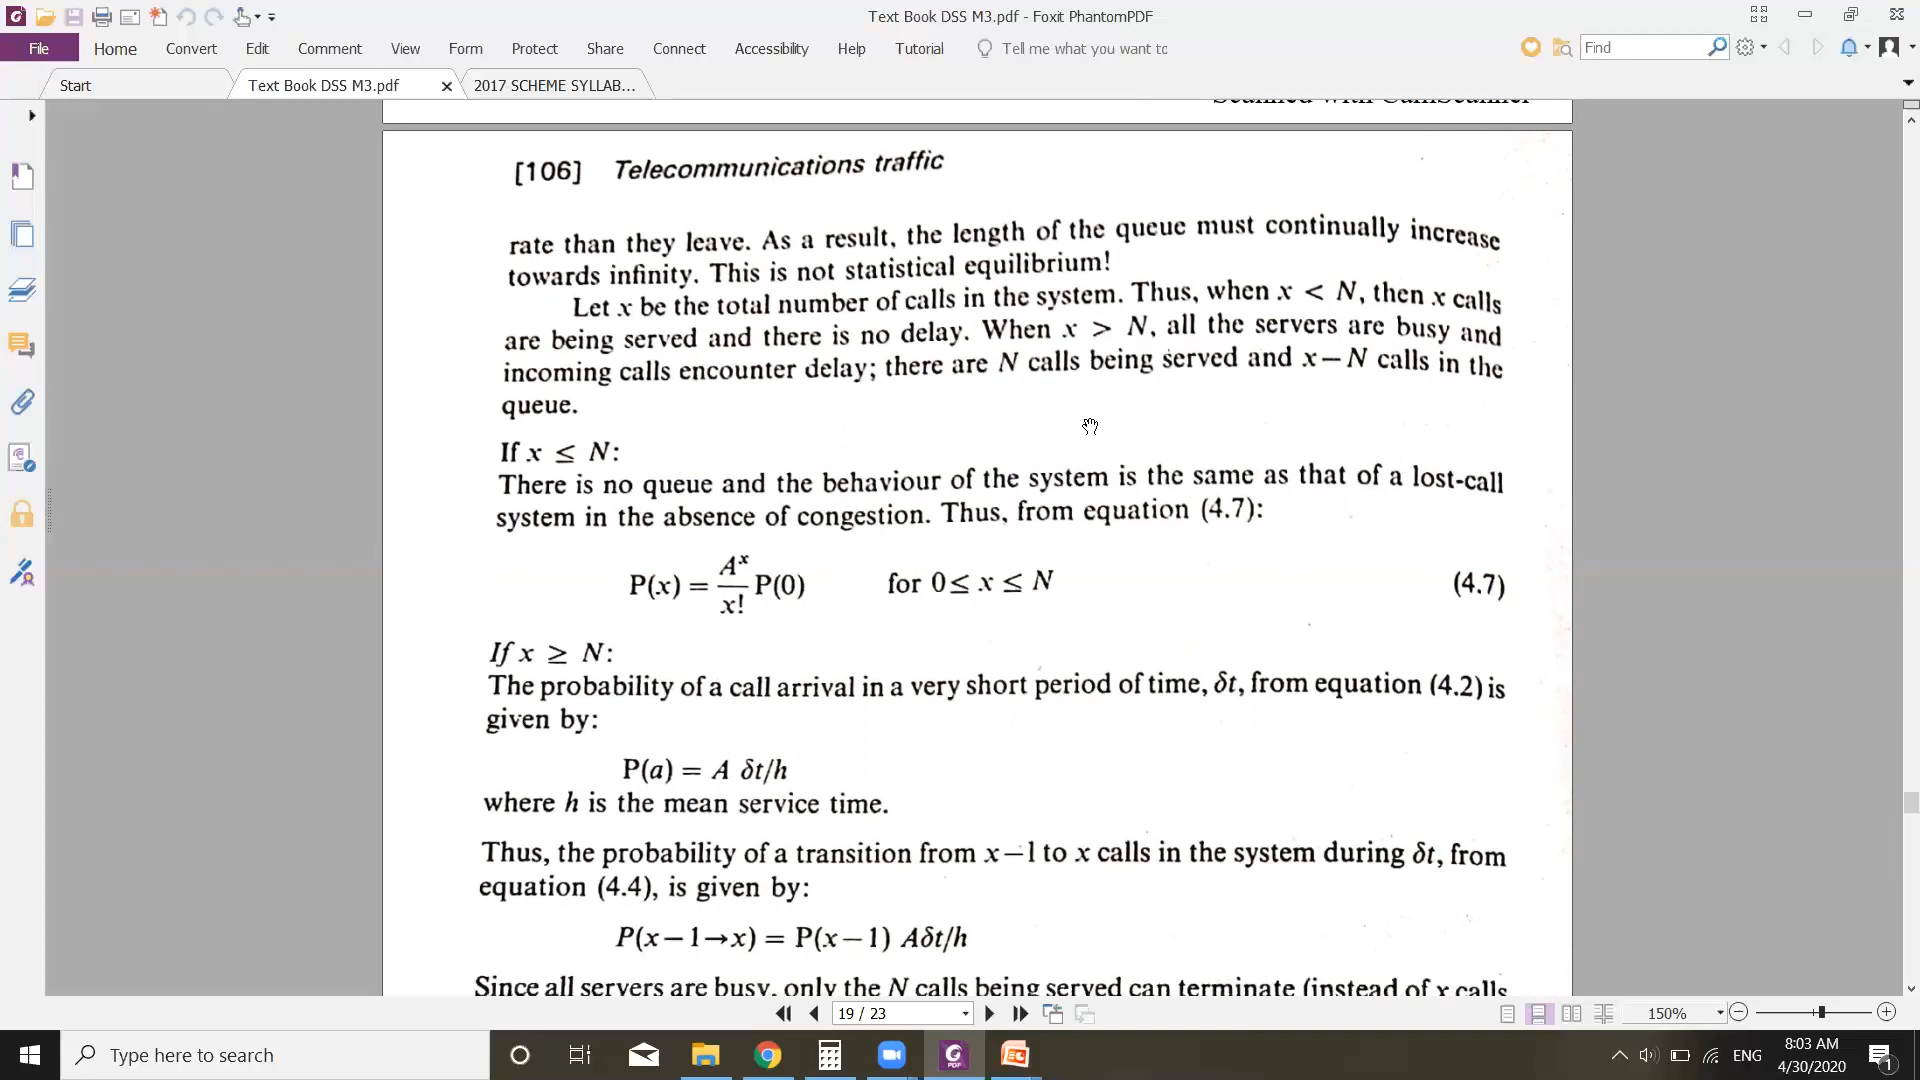 Text Book DSS M3.pdf - Foxit PhantomPDF
File Home Convert Edit Comment View Form Protect Share Connect Accessibility Help Tutorial Tell me what you want to Find
Start Text Book DSS M3.pdf 2017 SCHEME SYLLAB...
Scanned with CamScanner
[106] Telecommunications traffic
rate than they leave. As a result, the length of the queue must continually increase
towards infinity. This is not statistical equilibrium!
Let x be the total number of calls in the system. Thus, when x < N, then x calls
are being served and there is no delay. When x > N, all the servers are busy and
incoming calls encounter delay; there are N calls being served and x−N calls in the
queue.
If x ≤ N:
There is no queue and the behaviour of the system is the same as that of a lost-call
system in the absence of congestion. Thus, from equation (4.7):
P(x) = A^x/x! P(0) for 0≤ x ≤ N (4.7)
If x ≥ N:
The probability of a call arrival in a very short period of time, δt, from equation (4.2) is
given by:
P(a) = A δt/h
where h is the mean service time.
Thus, the probability of a transition from x−1 to x calls in the system during δt, from
equation (4.4), is given by:
P(x−1→x) = P(x−1) Aδt/h
Since all servers are busy, only the N calls being served can terminate (instead of x calls
19 / 23 150%
Type here to search
ENG
8:03 AM
4/30/2020
1